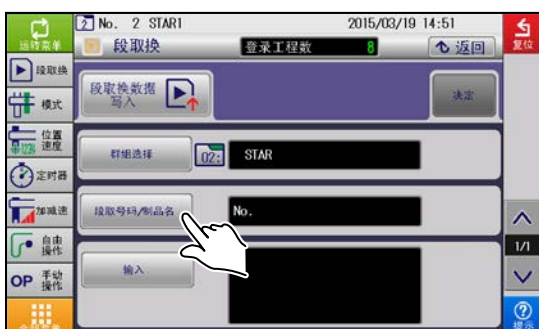 2 No. 2 STAR1 2015/03/19 14:51
运转菜单
段取换
登录工程数 8
返回
复位
段取换
段取换数据
写入
决定
模式
位置
速度
群组选择 02: STAR
定时器
加减速
段取号码/制品名 No.
自由
操作
输入
1/1
OP 手动
操作
提示